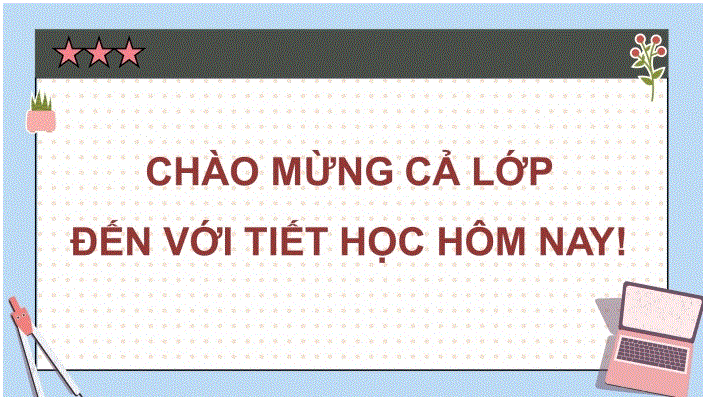 CHÀO MỪNG CẢ LỚP
ĐẾN VỚI TIẾT HỌC HÔM NAY!